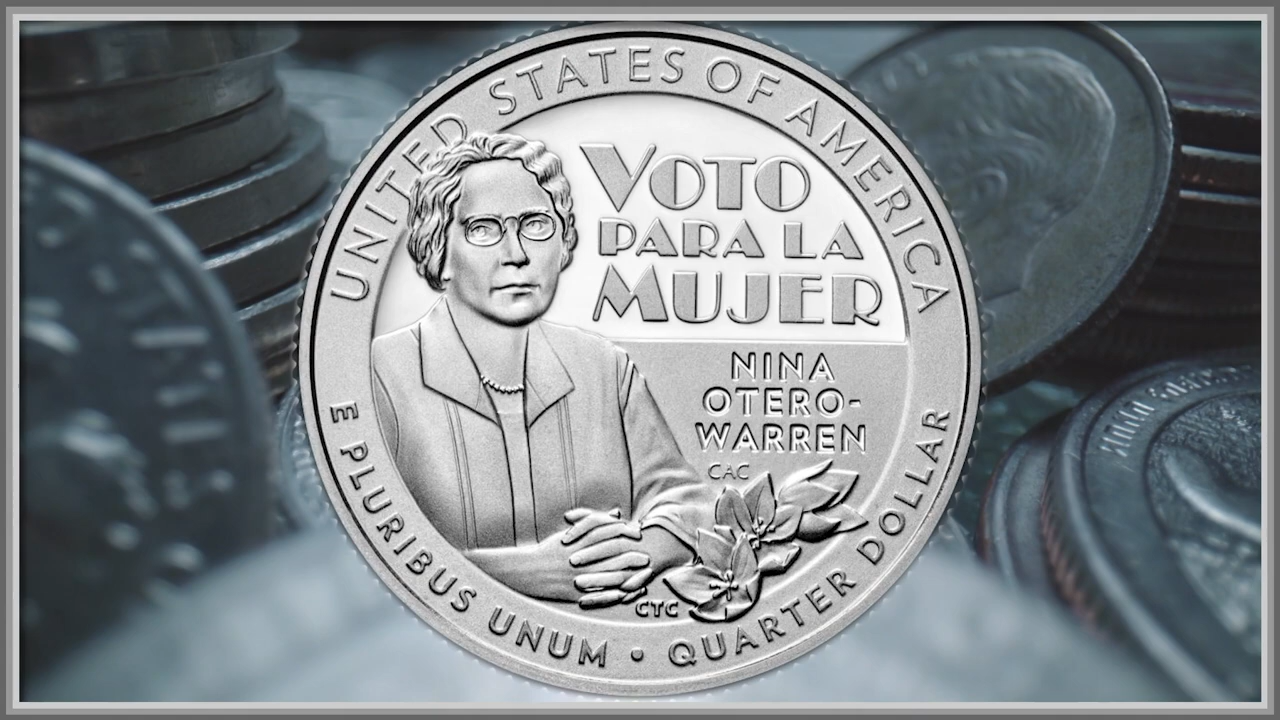 UNITED STATES OF AMERICA
VOTO
PARA LA
MUJER
NINA
OTERO-
WARREN
CAC
CTC
E PLURIBUS UNUM • QUARTER DOLLAR